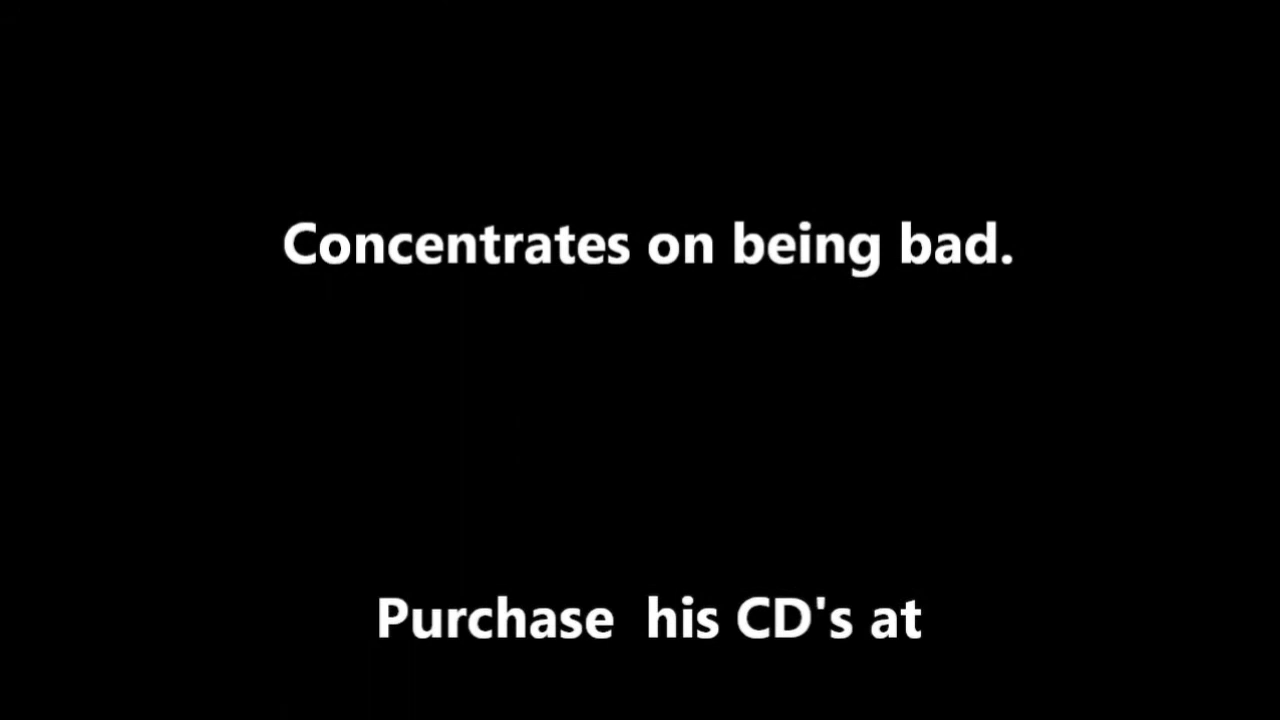 Concentrates on being bad.
Purchase  his CD's at